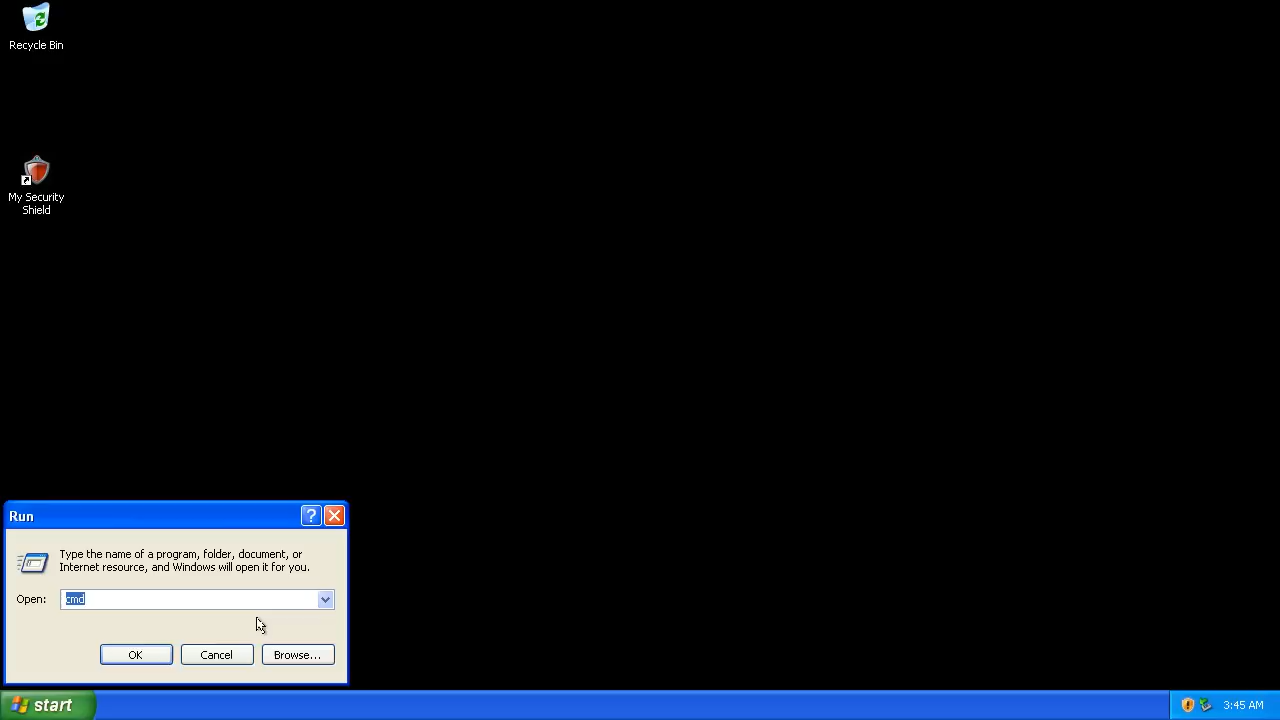 Recycle Bin
My Security
Shield
Run
Type the name of a program, folder, document, or
Internet resource, and Windows will open it for you.
Open: cmd
OK Cancel Browse...
start
3:45 AM